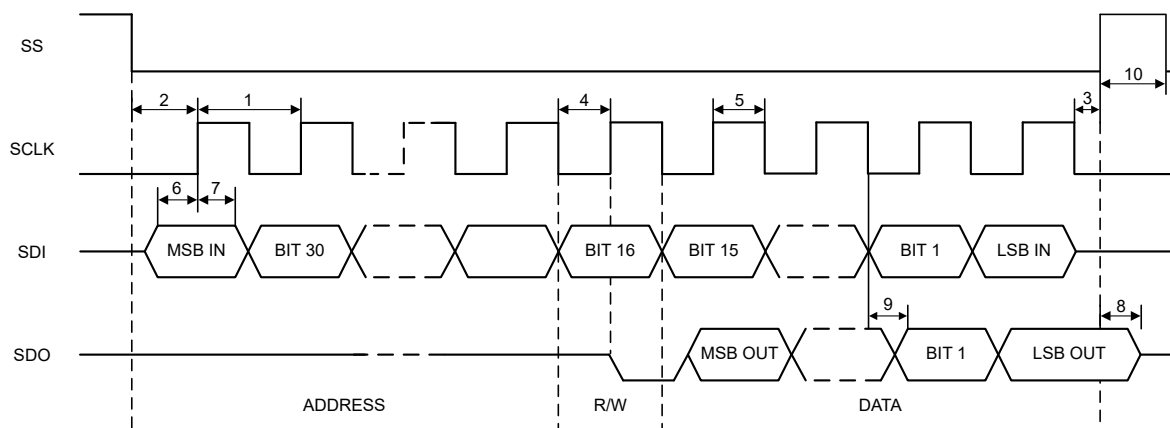 SS
10
2
1
4
5
3
SCLK
6
7
SDI
MSB IN
BIT 30
BIT 16
BIT 15
BIT 1
LSB IN
9
8
SDO
MSB OUT
BIT 1
LSB OUT
ADDRESS
R/W
DATA